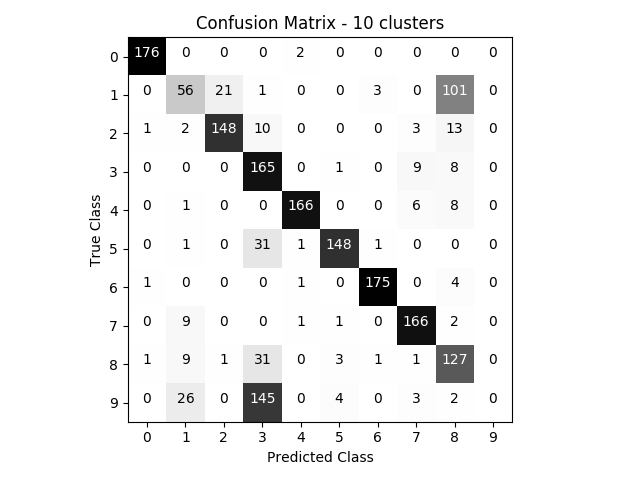 Confusion Matrix - 10 clusters
0 176 0 0 0 2 0 0 0 0 0
1 0 56 21 1 0 0 3 0 101 0
2 1 2 148 10 0 0 0 3 13 0
3 0 0 0 165 0 1 0 9 8 0
4 0 1 0 0 166 0 0 6 8 0
True Class
5 0 1 0 31 1 148 1 0 0 0
6 1 0 0 0 1 0 175 0 4 0
7 0 9 0 0 1 1 0 166 2 0
8 1 9 1 31 0 3 1 1 127 0
9 0 26 0 145 0 4 0 3 2 0
0 1 2 3 4 5 6 7 8 9
Predicted Class